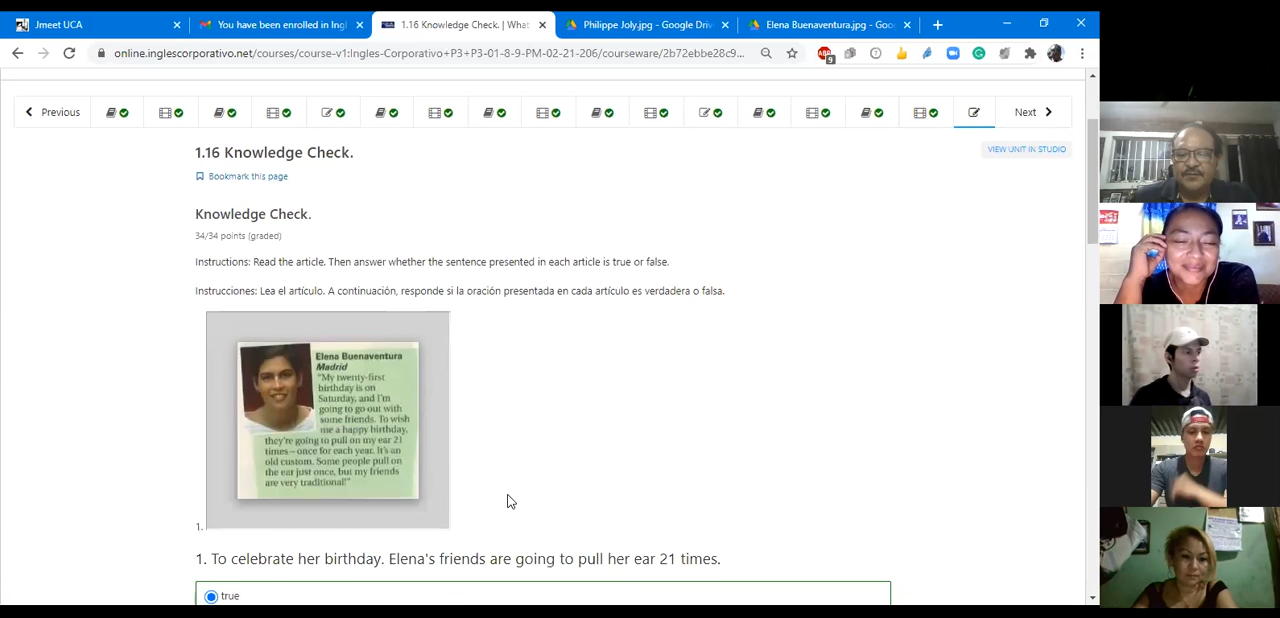 Jmeet UCA
You have been enrolled in Ingl
1.16 Knowledge Check. | What
Philippe Joly.jpg - Google Driv
Elena Buenaventura.jpg - Goo
online.inglescorporativo.net/courses/course-v1:Ingles-Corporativo+P3+P3-01-8-9-PM-02-21-206/courseware/2b72ebbe28c9...
Previous
Next
1.16 Knowledge Check.
VIEW UNIT IN STUDIO
Bookmark this page
Knowledge Check.
34/34 points (graded)
Instructions: Read the article. Then answer whether the sentence presented in each article is true or false.
Instrucciones: Lea el artículo. A continuación, responde si la oración presentada en cada artículo es verdadera o falsa.
Elena Buenaventura
Madrid
"My twenty-first
birthday is on
Saturday, and I'm
going to go out with
some friends. To wish
me a happy birthday,
they're going to pull on my ear 21
times—once for each year. It's an
old custom. Some people pull on
the ear just once, but my friends
are very traditional!"
1.
1. To celebrate her birthday. Elena's friends are going to pull her ear 21 times.
true